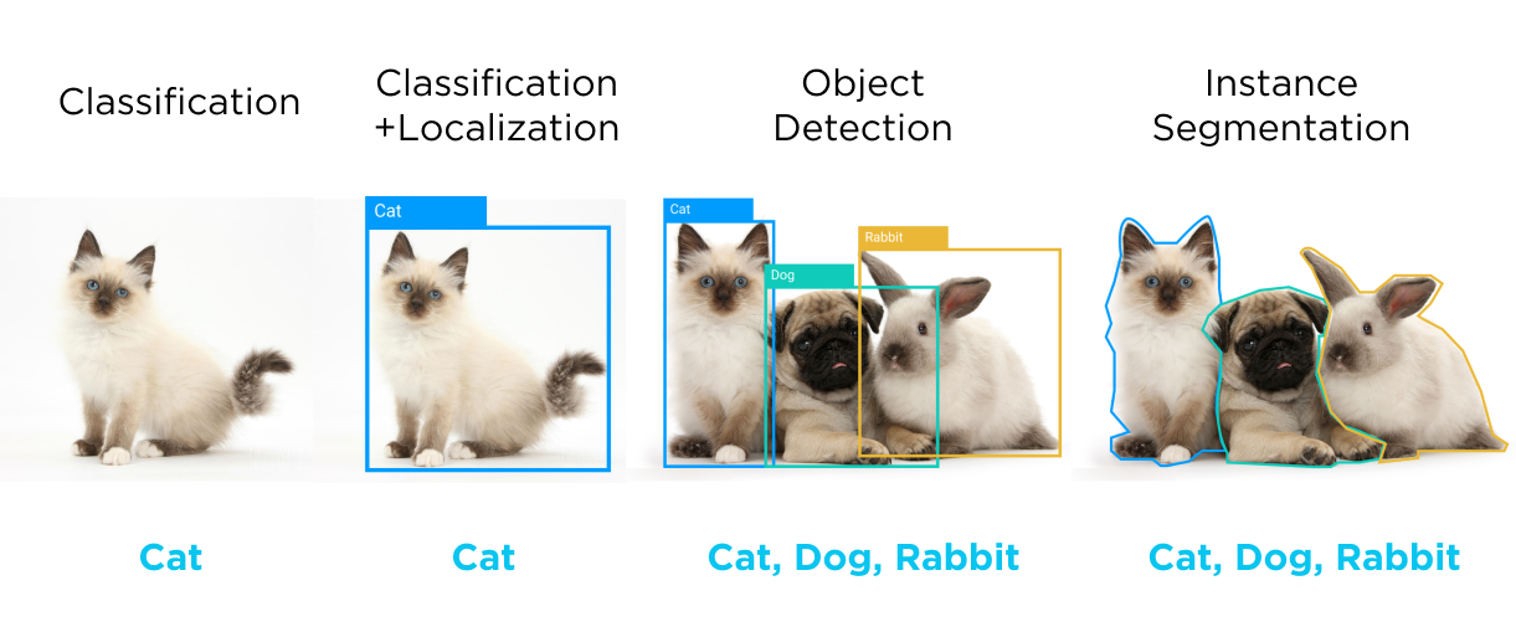 Classification
Classification
+Localization
Object
Detection
Instance
Segmentation
Cat
Cat
Dog
Rabbit
Cat
Cat
Cat, Dog, Rabbit
Cat, Dog, Rabbit